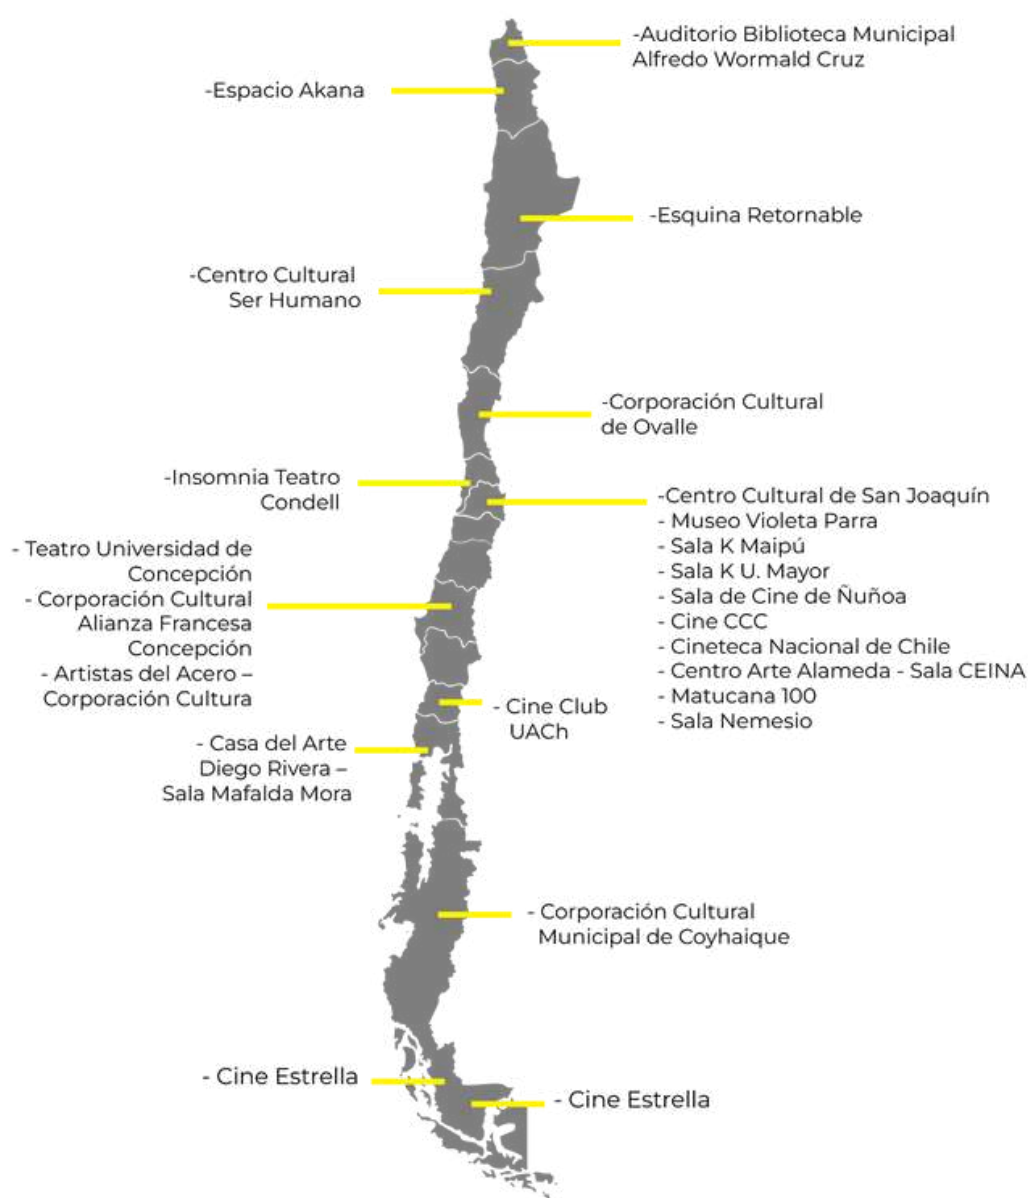 -Auditorio Biblioteca Municipal
Alfredo Wormald Cruz
-Espacio Akana
-Esquina Retornable
-Centro Cultural
Ser Humano
-Corporación Cultural
de Ovalle
-Insomnia Teatro
Condell
-Centro Cultural de San Joaquín
- Museo Violeta Parra
- Sala K Maipú
- Sala K U. Mayor
- Sala de Cine de Ñuñoa
- Cine CCC
- Cineteca Nacional de Chile
- Centro Arte Alameda - Sala CEINA
- Matucana 100
- Sala Nemesio
- Teatro Universidad de
Concepción
- Corporación Cultural
Alianza Francesa
Concepción
- Artistas del Acero –
Corporación Cultura
- Cine Club
UACh
- Casa del Arte
Diego Rivera –
Sala Mafalda Mora
- Corporación Cultural
Municipal de Coyhaique
- Cine Estrella
- Cine Estrella